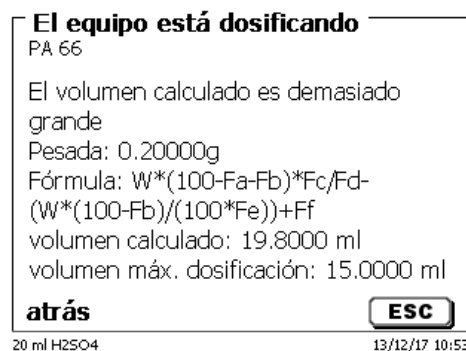 El equipo está dosificando
PA 66
El volumen calculado es demasiado
grande
Pesada: 0.20000g
Fórmula: W*(100-Fa-Fb)*Fc/Fd-
(W*(100-Fb)/(100*Fe))+Ff
volumen calculado: 19.8000 ml
volumen máx. dosificación: 15.0000 ml
atrás ESC
20 ml H2SO4 13/12/17 10:53